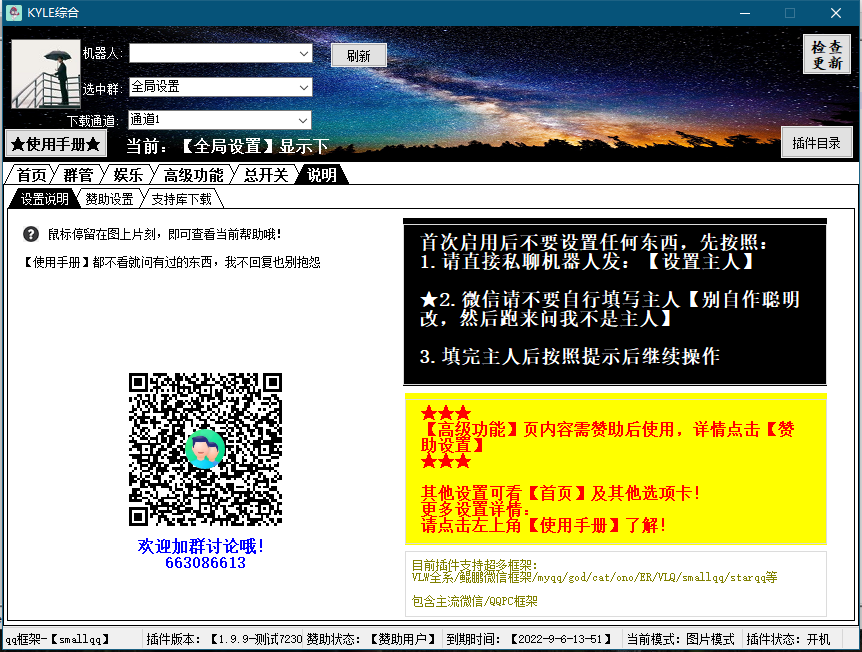 KYLE综合
机器人:
刷新
检查
更新
选中群:
全局设置
下载通道:
通道1
★使用手册★
当前: 【全局设置】显示下
插件目录
首页
群管
娱乐
高级功能
总开关
说明
设置说明
赞助设置
支持库下载
鼠标停留在图上片刻，即可查看当前帮助哦!
【使用手册】都不看就问有过的东西，我不回复也别抱怨
欢迎加群讨论哦!
663086613
首次启用后不要设置任何东西，先按照:
1.请直接私聊机器人发: 【设置主人】
★2.微信请不要自行填写主人【别自作聪明
改，然后跑来问我不是主人】
3.填完主人后按照提示后继续操作
★★★
【高级功能】页内容需赞助后使用，详情点击【赞
助设置】
★★★
其他设置可看【首页】及其他选项卡!
更多设置详情:
请点击左上角【使用手册】了解!
目前插件支持超多框架:
VLW全系/鲲鹏微信框架/myqq/god/cat/ono/ER/VLQ/smallqq/starqq等
包含主流微信/QQPC框架
qq框架-【smallqq】
插件版本: 【1.9.9-测试7230
赞助状态: 【赞助用户】
到期时间: 【2022-9-6-13-51】
当前模式: 图片模式
插件状态: 开机